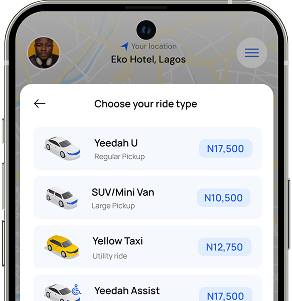 Your location
Eko Hotel, Lagos
Choose your ride type
Yeedah U
Regular Pickup
N17,500
SUV/Mini Van
Large Pickup
N10,500
Yellow Taxi
Utility ride
N12,750
Yeedah Assist
N17,500